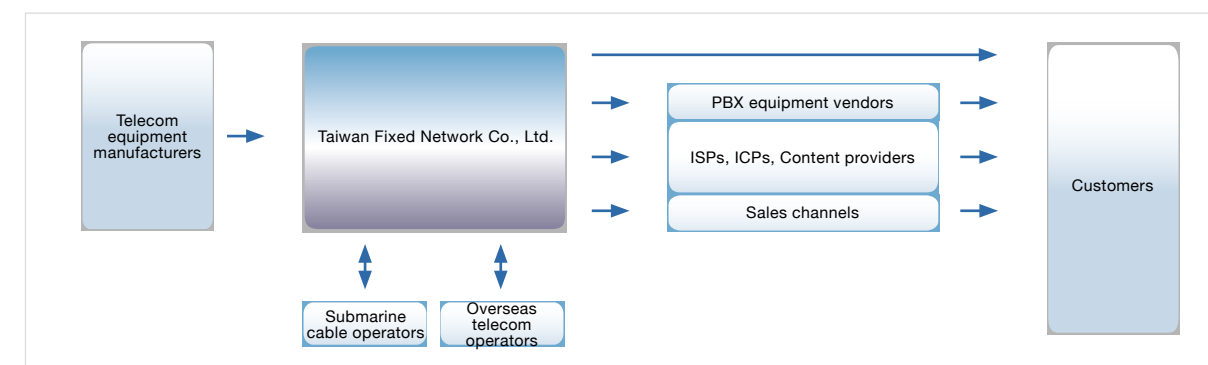 Telecom
equipment
manufacturers
Taiwan Fixed Network Co., Ltd.
PBX equipment vendors
ISPs, ICPs, Content providers
Sales channels
Customers
Submarine
cable operators
Overseas
telecom
operators